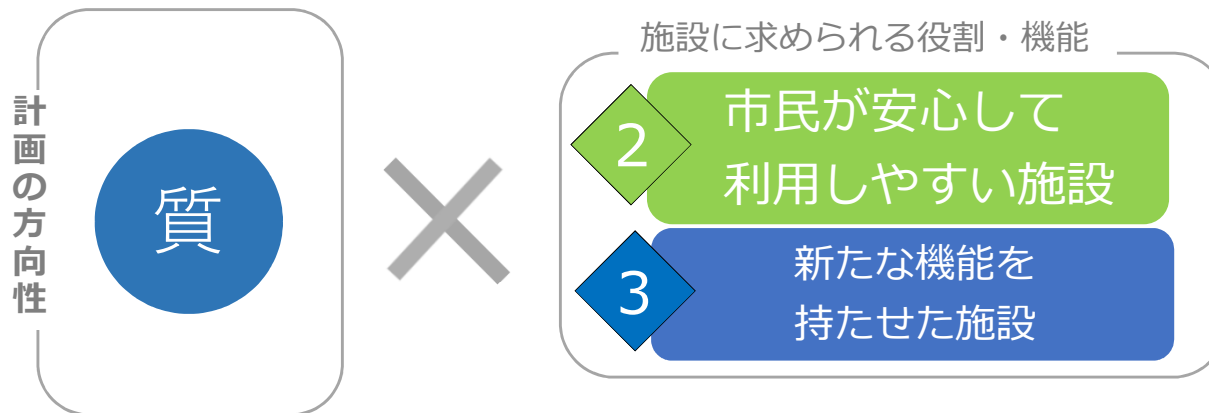 計画の方向性
質
施設に求められる役割・機能
2
市民が安心して
利用しやすい施設
3
新たな機能を
持たせた施設